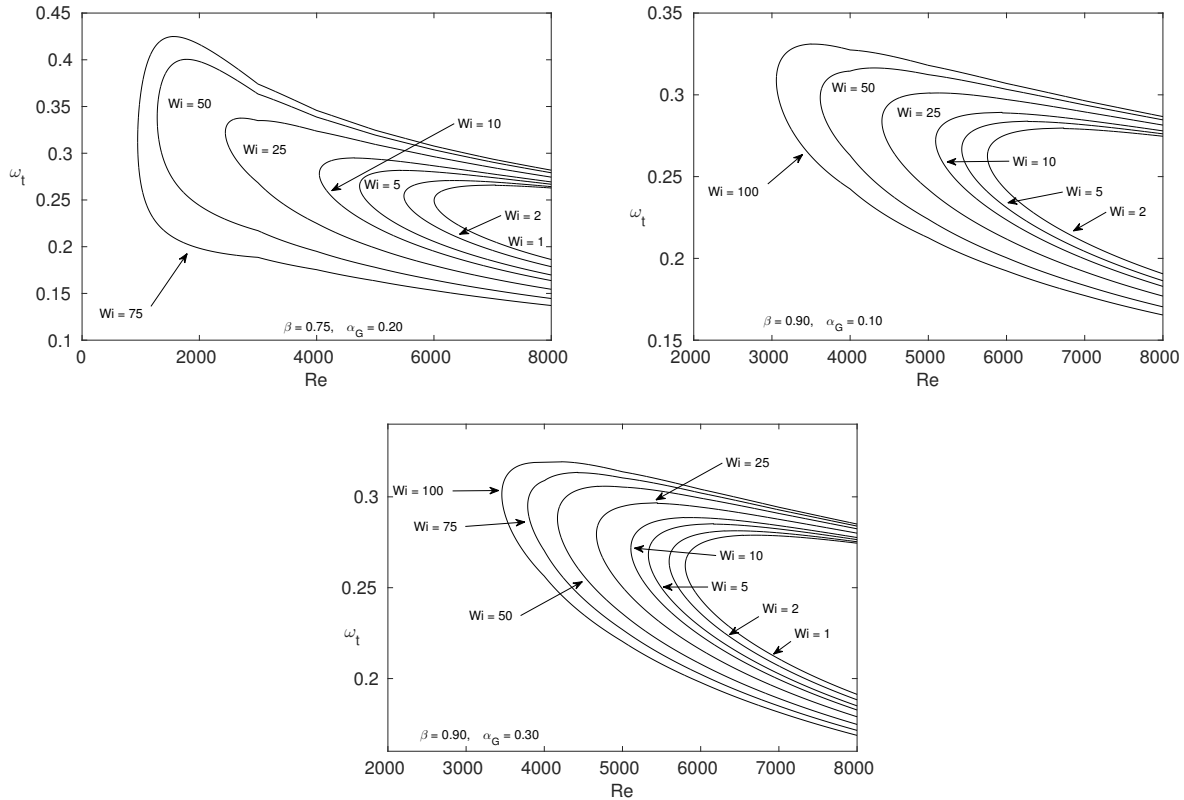 0.45
0.4
0.35
0.3
0.25
0.2
0.15
0.1
ω_t
Wi = 50
Wi = 10
Wi = 25
Wi = 5
Wi = 2
Wi = 1
Wi = 75
β = 0.75, α_G = 0.20
0 2000 4000 6000 8000
Re
0.35
0.3
0.25
0.2
0.15
ω_t
Wi = 50
Wi = 25
Wi = 10
Wi = 100
Wi = 5
Wi = 2
β = 0.90, α_G = 0.10
2000 3000 4000 5000 6000 7000 8000
Re
0.3
0.25
0.2
ω_t
Wi = 25
Wi = 100
Wi = 75
Wi = 10
Wi = 5
Wi = 50
Wi = 2
Wi = 1
β = 0.90, α_G = 0.30
2000 3000 4000 5000 6000 7000 8000
Re